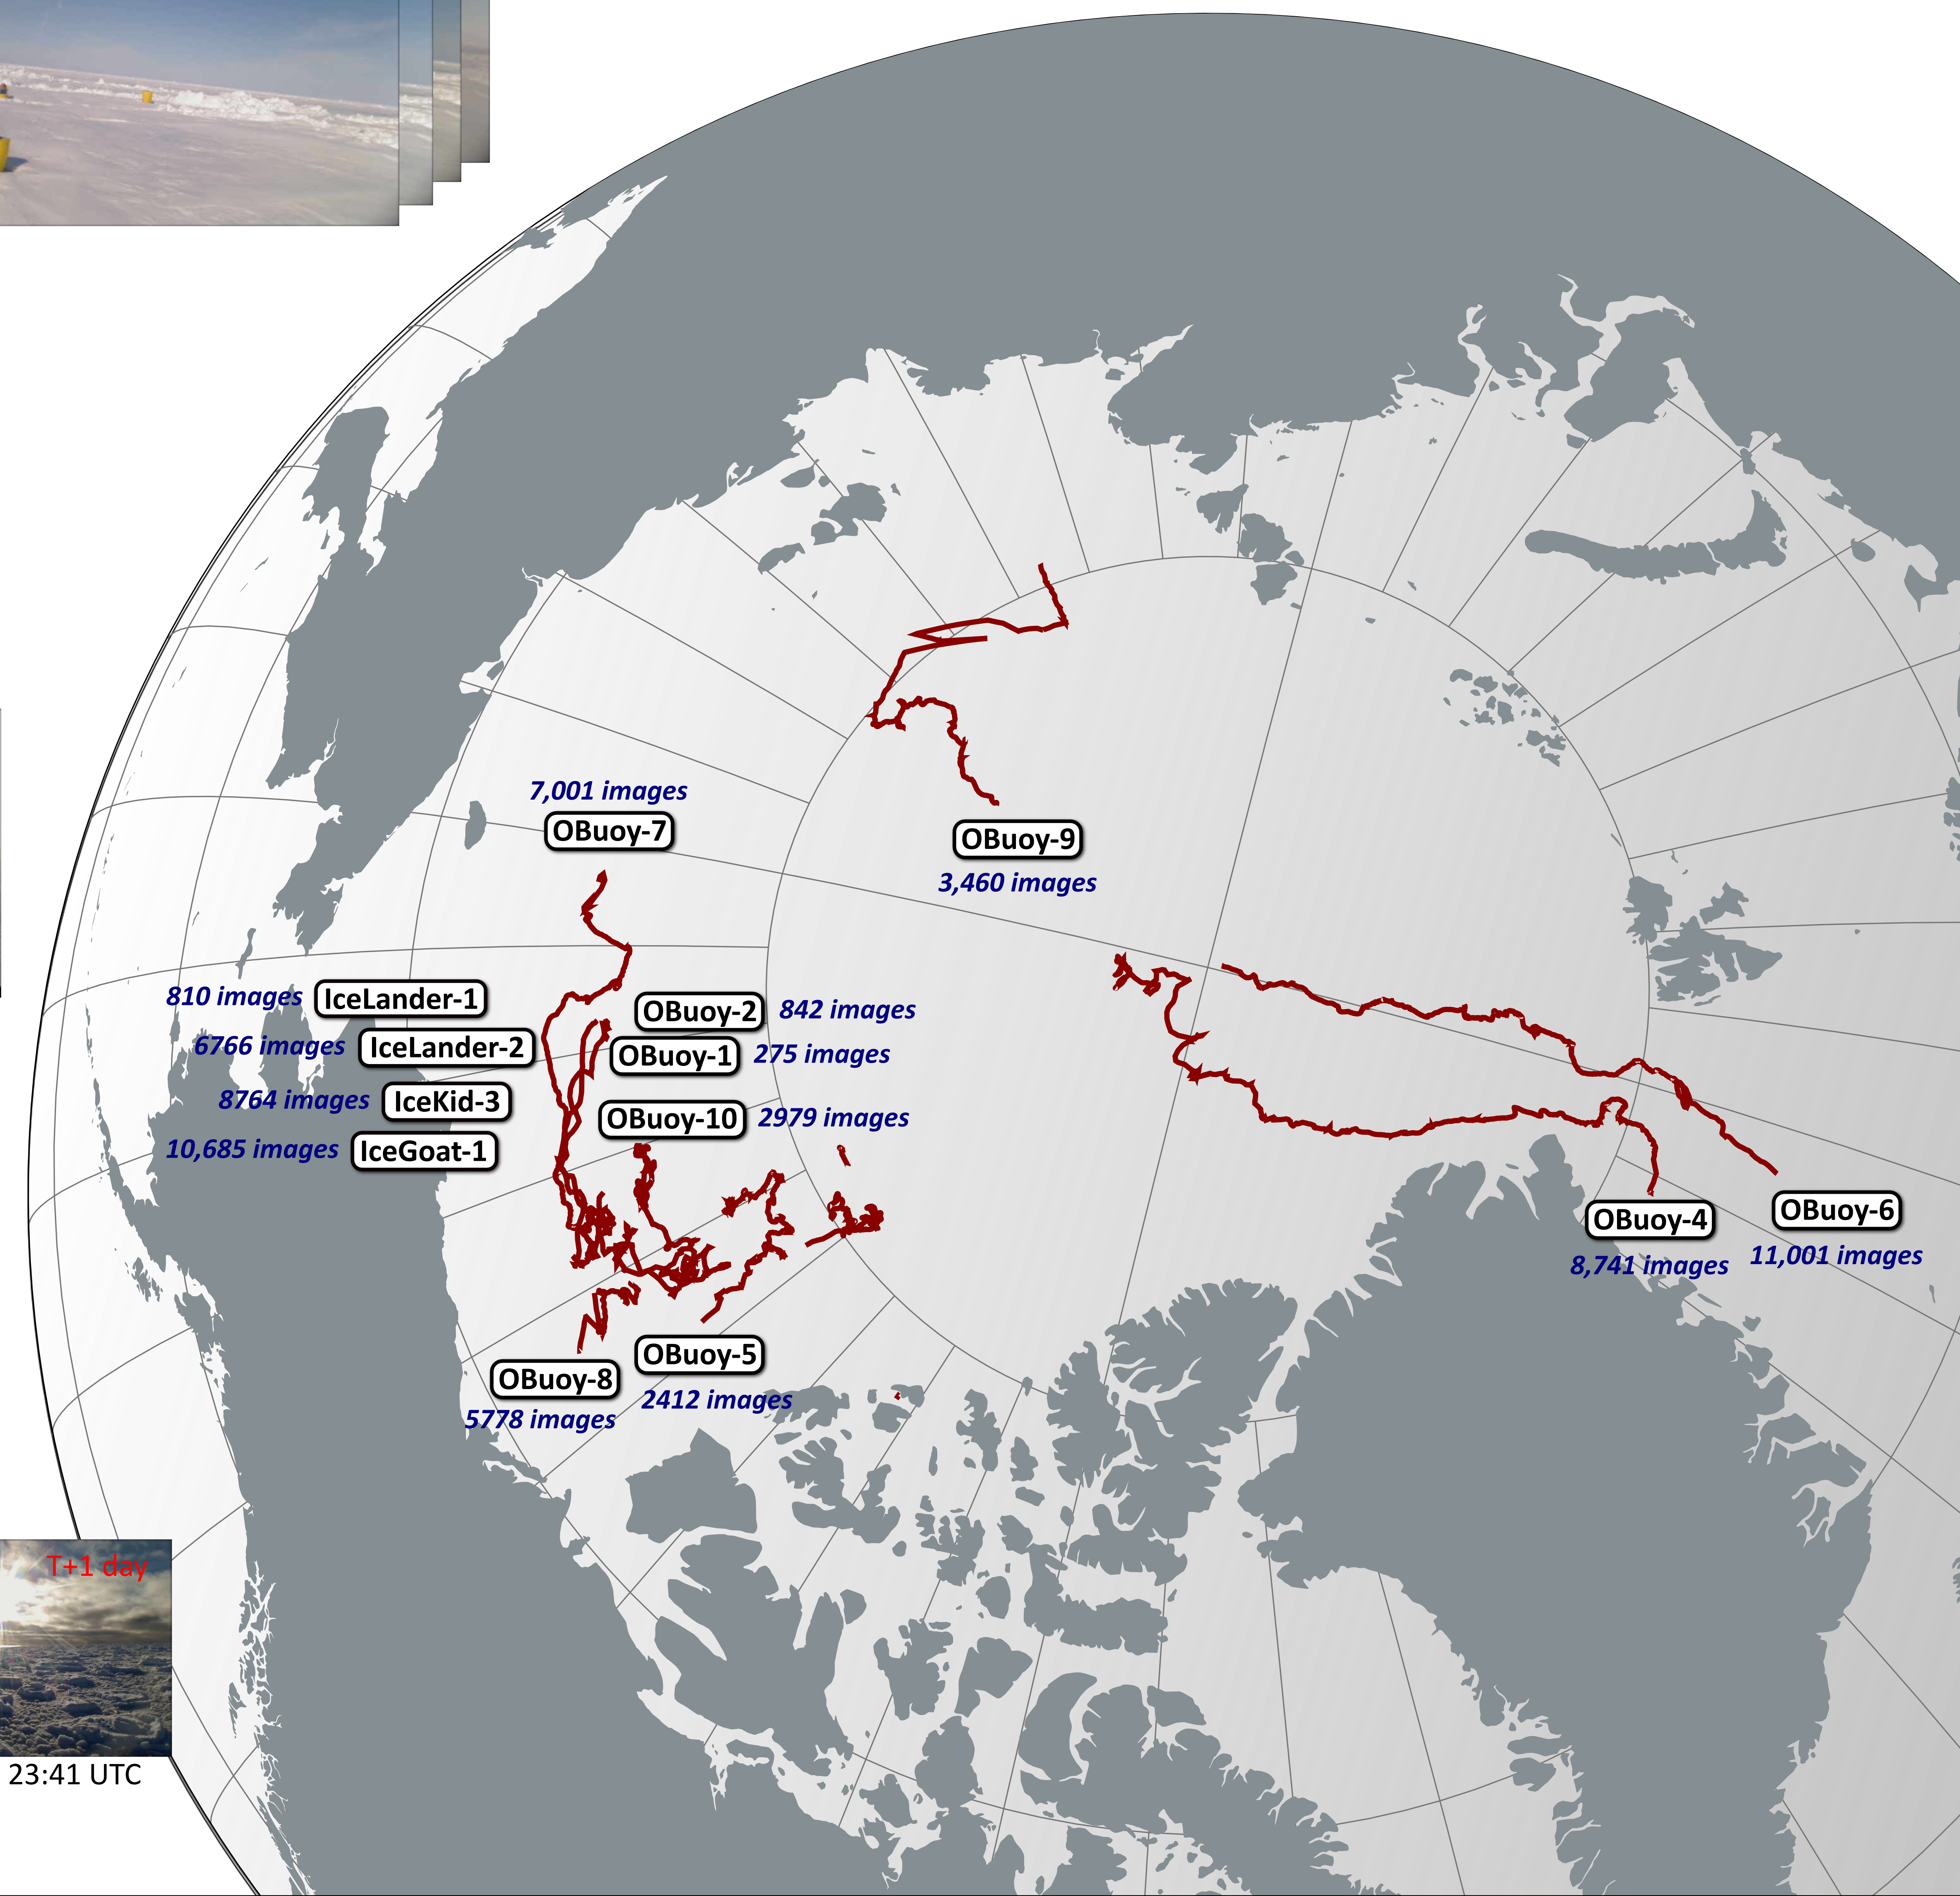 7,001 images
OBuoy-7
OBuoy-9
3,460 images
810 images IceLander-1
OBuoy-2 842 images
6766 images IceLander-2
OBuoy-1 275 images
8764 images IceKid-3
OBuoy-10 2979 images
10,685 images IceGoat-1
OBuoy-4
8,741 images
OBuoy-6
11,001 images
OBuoy-5
2412 images
OBuoy-8
5778 images
T+1 day
23:41 UTC